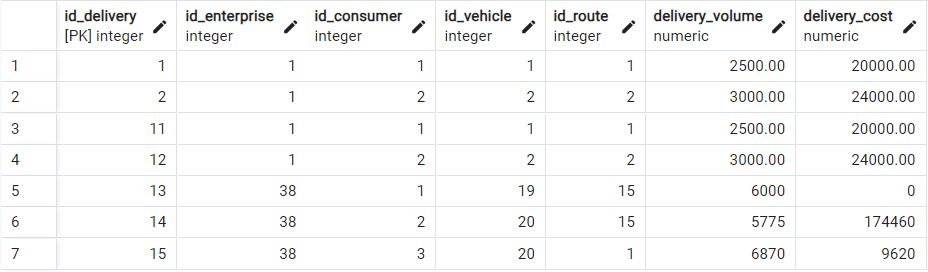 id_delivery id_enterprise id_consumer id_vehicle id_route delivery_volume delivery_cost
[PK] integer integer integer integer integer numeric numeric
1 1 1 1 1 1 2500.00 20000.00
2 2 1 2 2 2 3000.00 24000.00
3 11 1 1 1 1 2500.00 20000.00
4 12 1 2 2 2 3000.00 24000.00
5 13 38 1 19 15 6000 0
6 14 38 2 20 15 5775 174460
7 15 38 3 20 1 6870 9620